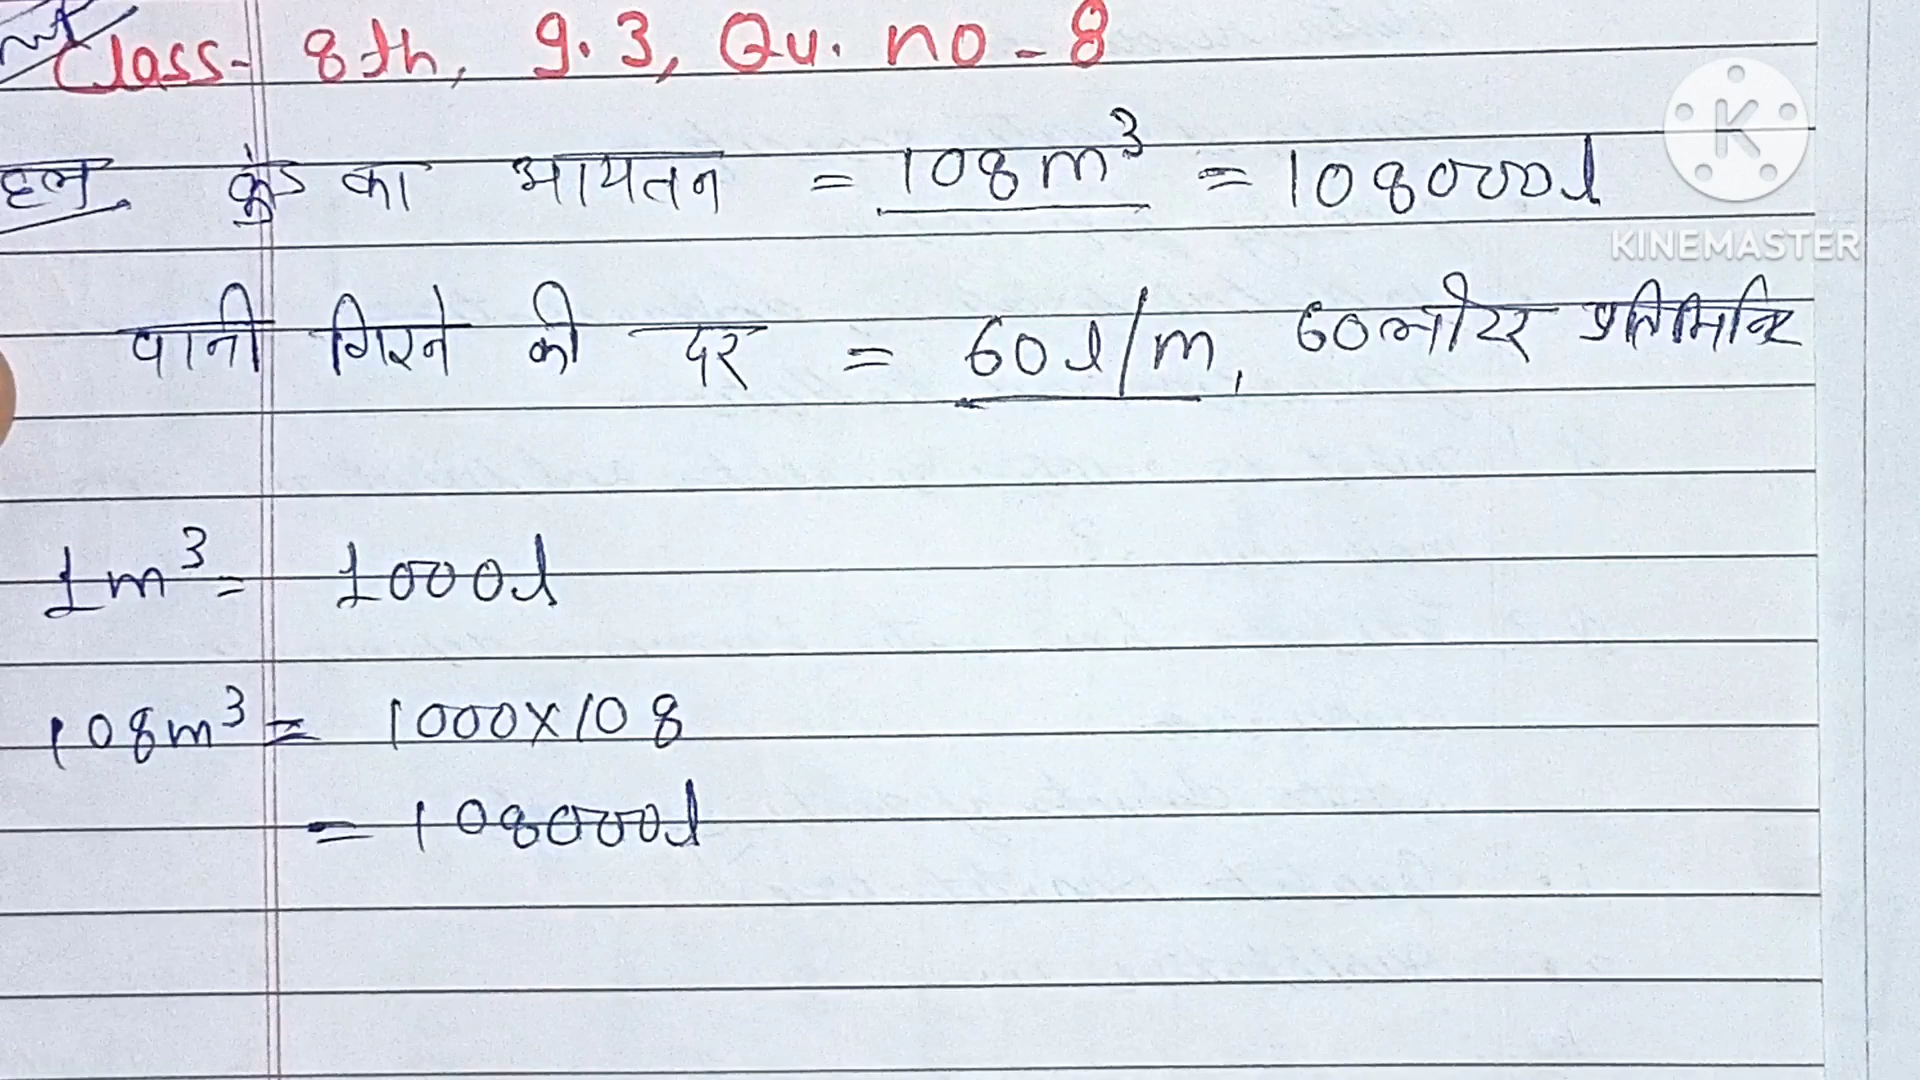 Class- 8th, 9.3, Qu. no - 8
हल. कुंड का आयतन = 108m³ = 108000l
KINEMASTER
पानी गिरने की दर = 60l/m, 60लीटर प्रतिमिनट
1m³ = 1000l
108m³ = 1000×108
= 108000l